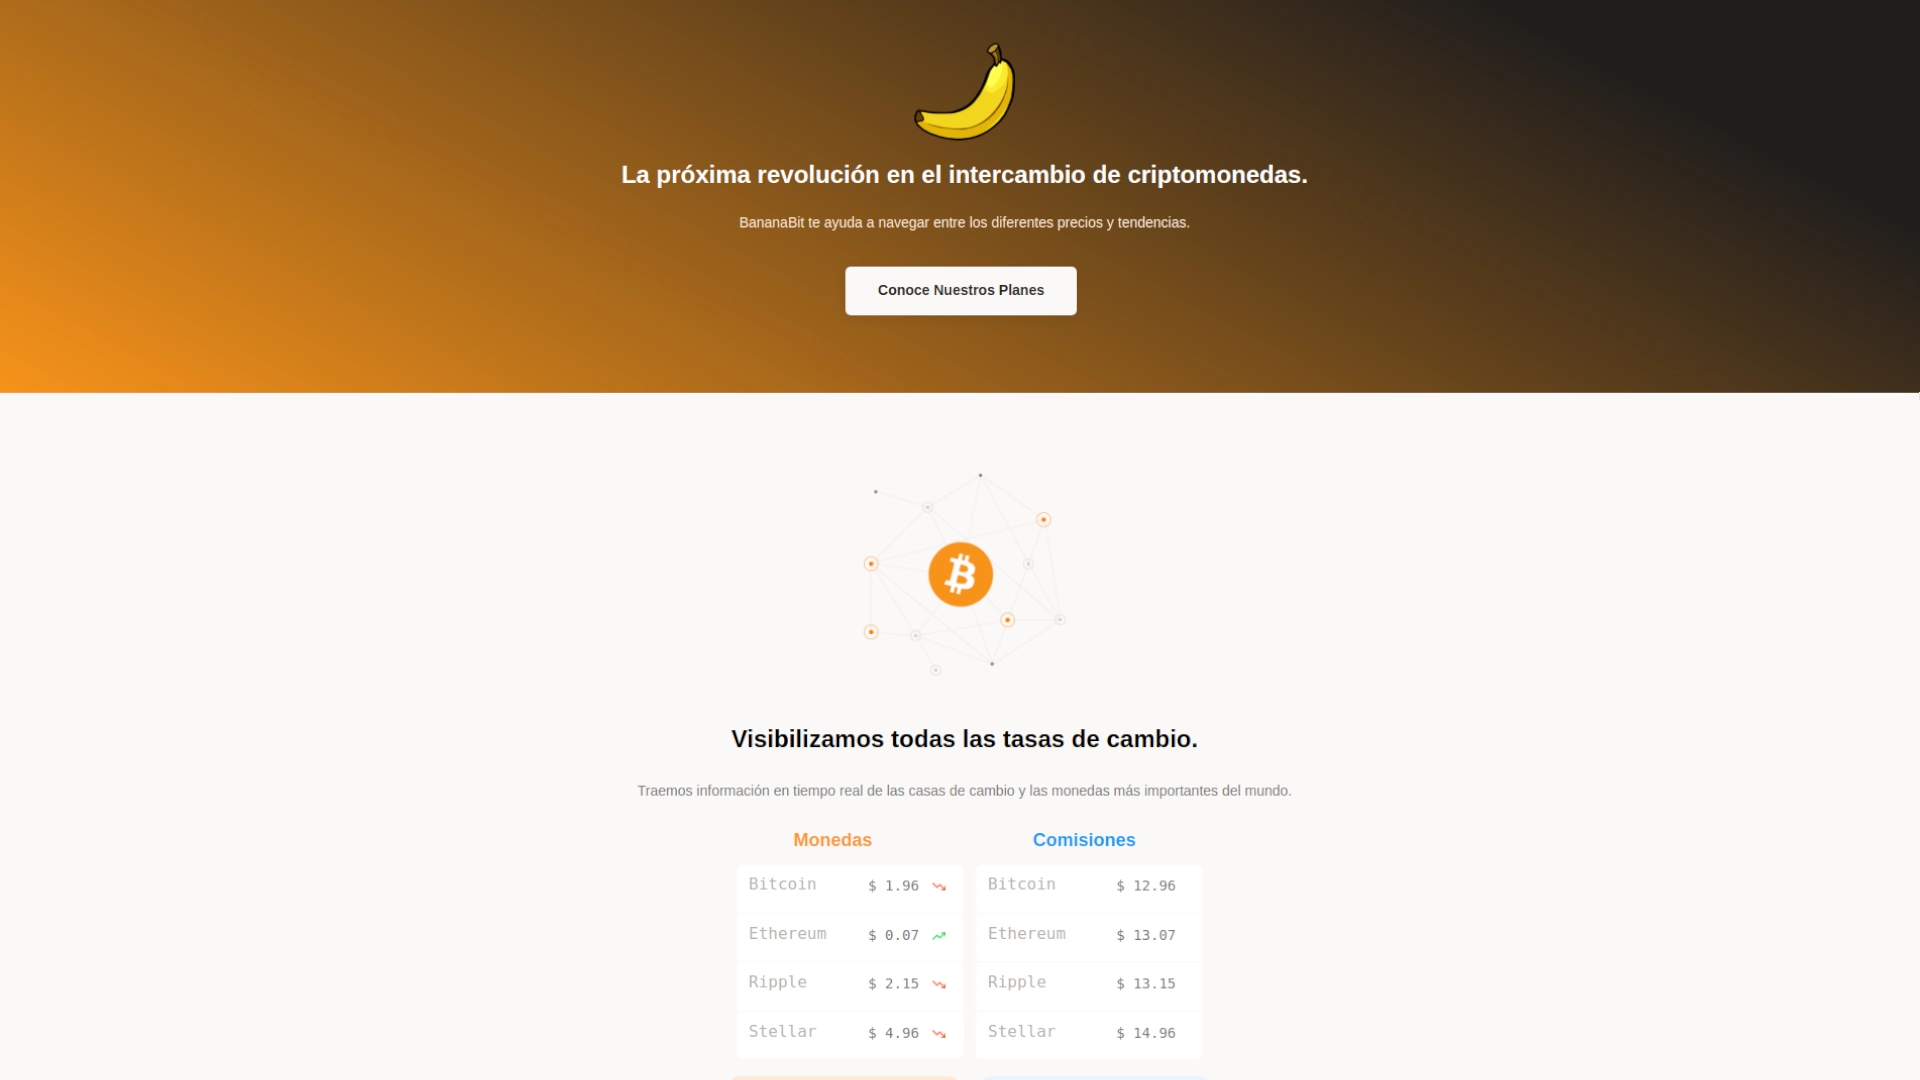 La próxima revolución en el intercambio de criptomonedas.
BananaBit te ayuda a navegar entre los diferentes precios y tendencias.
Conoce Nuestros Planes
Visibilizamos todas las tasas de cambio.
Traemos información en tiempo real de las casas de cambio y las monedas más importantes del mundo.
Monedas
Bitcoin $ 1.96
Ethereum $ 0.07
Ripple $ 2.15
Stellar $ 4.96
Comisiones
Bitcoin $ 12.96
Ethereum $ 13.07
Ripple $ 13.15
Stellar $ 14.96